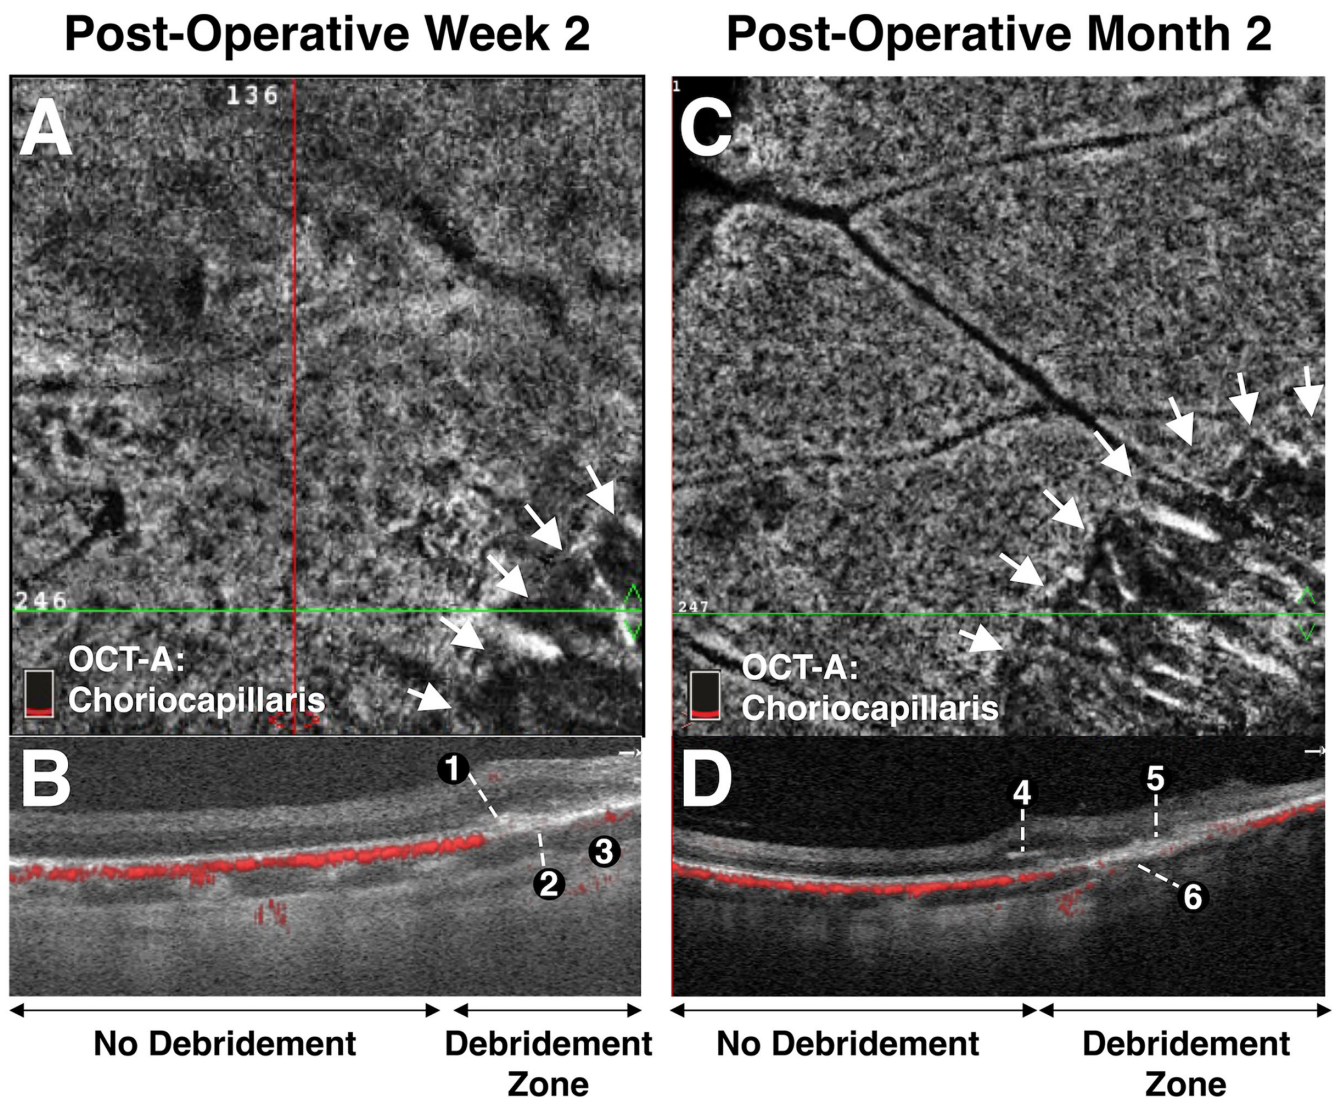 Post-Operative Week 2
Post-Operative Month 2
A
136
246
OCT-A:
Choriocapillaris
C
1
247
OCT-A:
Choriocapillaris
B
1
2
3
D
4
5
6
No Debridement
Debridement
Zone
No Debridement
Debridement
Zone